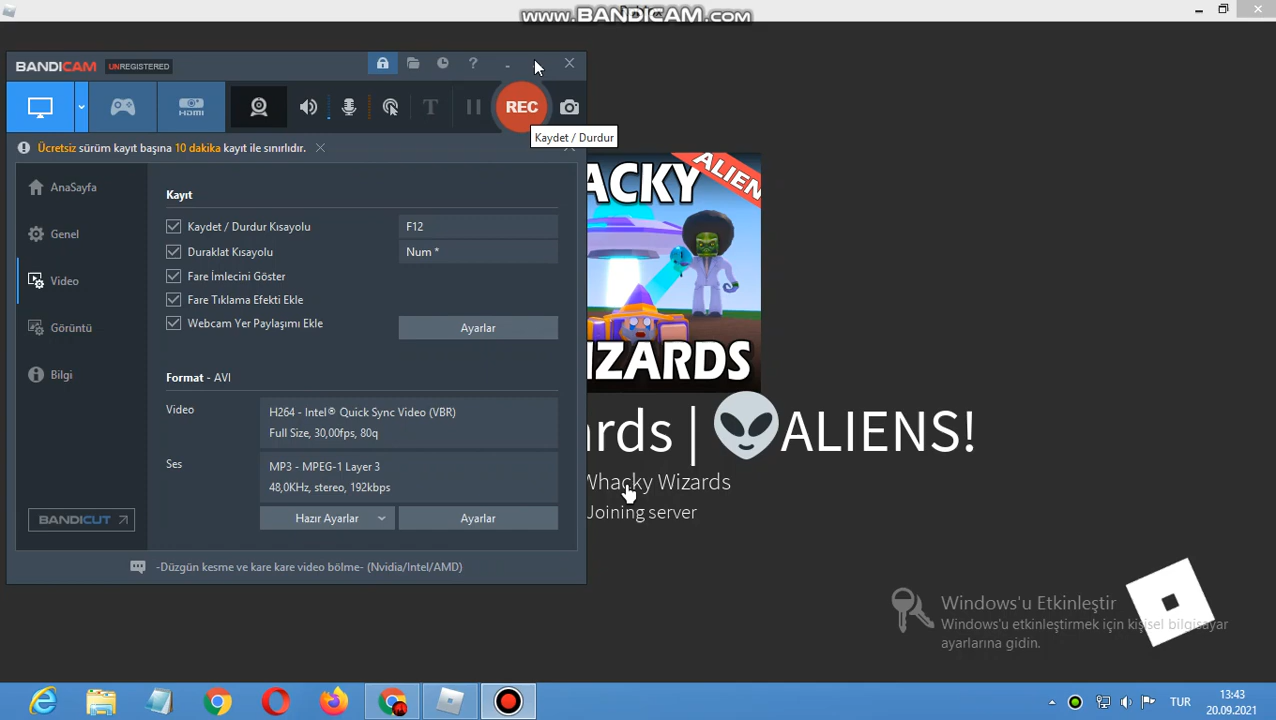 www.BANDICAM.com
BANDICAM UNREGISTERED
HDMI
T
REC
Kaydet / Durdur
Ücretsiz sürüm kayıt başına 10 dakika kayıt ile sınırlıdır.
AnaSayfa
Genel
Video
Görüntü
Bilgi
BANDICUT
Kayıt
Kaydet / Durdur Kısayolu F12
Duraklat Kısayolu Num *
Fare İmlecini Göster
Fare Tıklama Efekti Ekle
Webcam Yer Paylaşımı Ekle Ayarlar
Format - AVI
Video
H264 - Intel® Quick Sync Video (VBR)
Full Size, 30,00fps, 80q
Ses
MP3 - MPEG-1 Layer 3
48,0KHz, stereo, 192kbps
Hazır Ayarlar Ayarlar
-Düzgün kesme ve kare kare video bölme- (Nvidia/Intel/AMD)
ACKY
ALIEN
IZARDS
ards | 👽ALIENS!
Whacky Wizards
Joining server
Windows'u Etkinleştir
Windows'u etkinleştirmek için kişisel bilgisayar
ayarlarına gidin.
TUR
13:43
20.09.2021